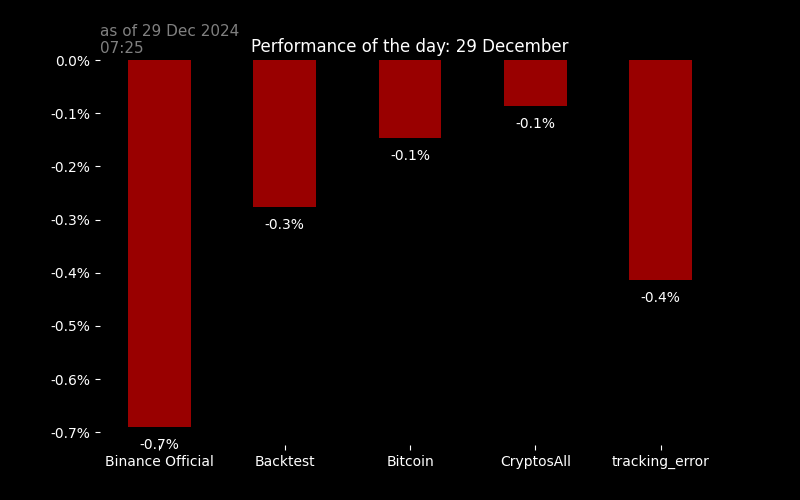 as of 29 Dec 2024
07:25
Performance of the day: 29 December
0.0%
-0.1%
-0.2%
-0.3%
-0.4%
-0.5%
-0.6%
-0.7%
-0.7%
-0.3%
-0.1%
-0.1%
-0.4%
Binance Official
Backtest
Bitcoin
CryptosAll
tracking_error